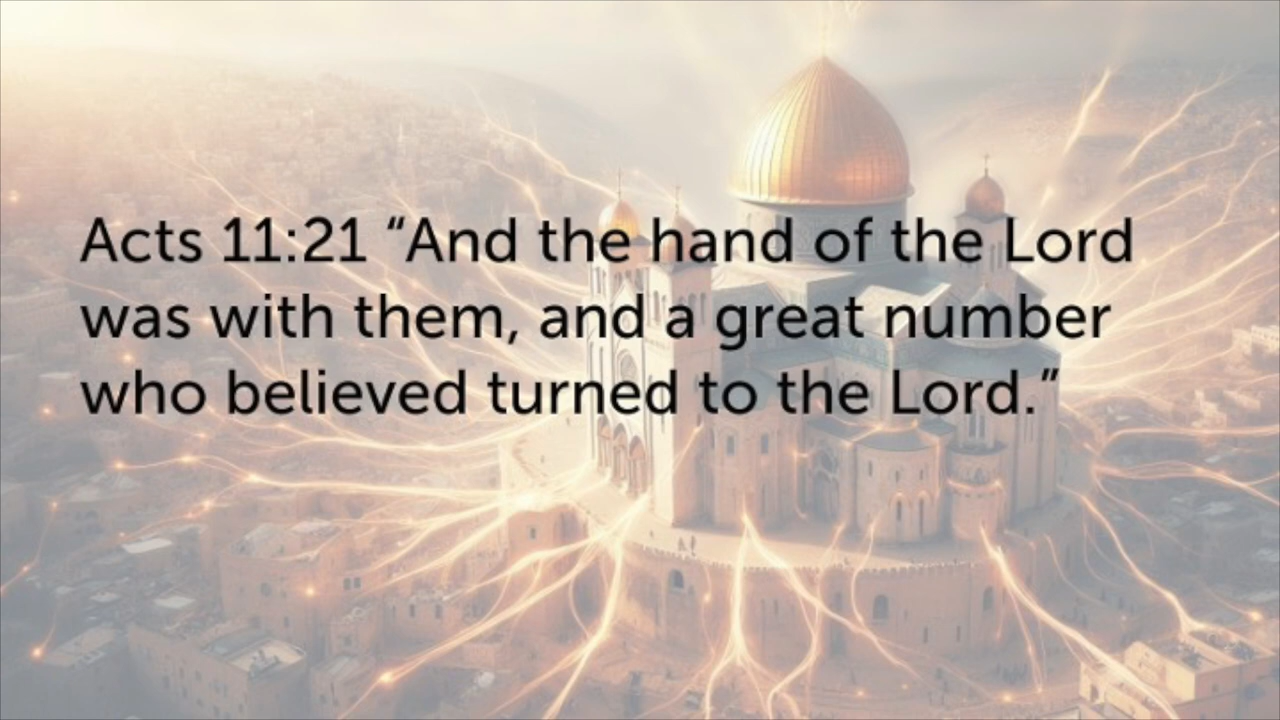 Acts 11:21 “And the hand of the Lord
was with them, and a great number
who believed turned to the Lord.”